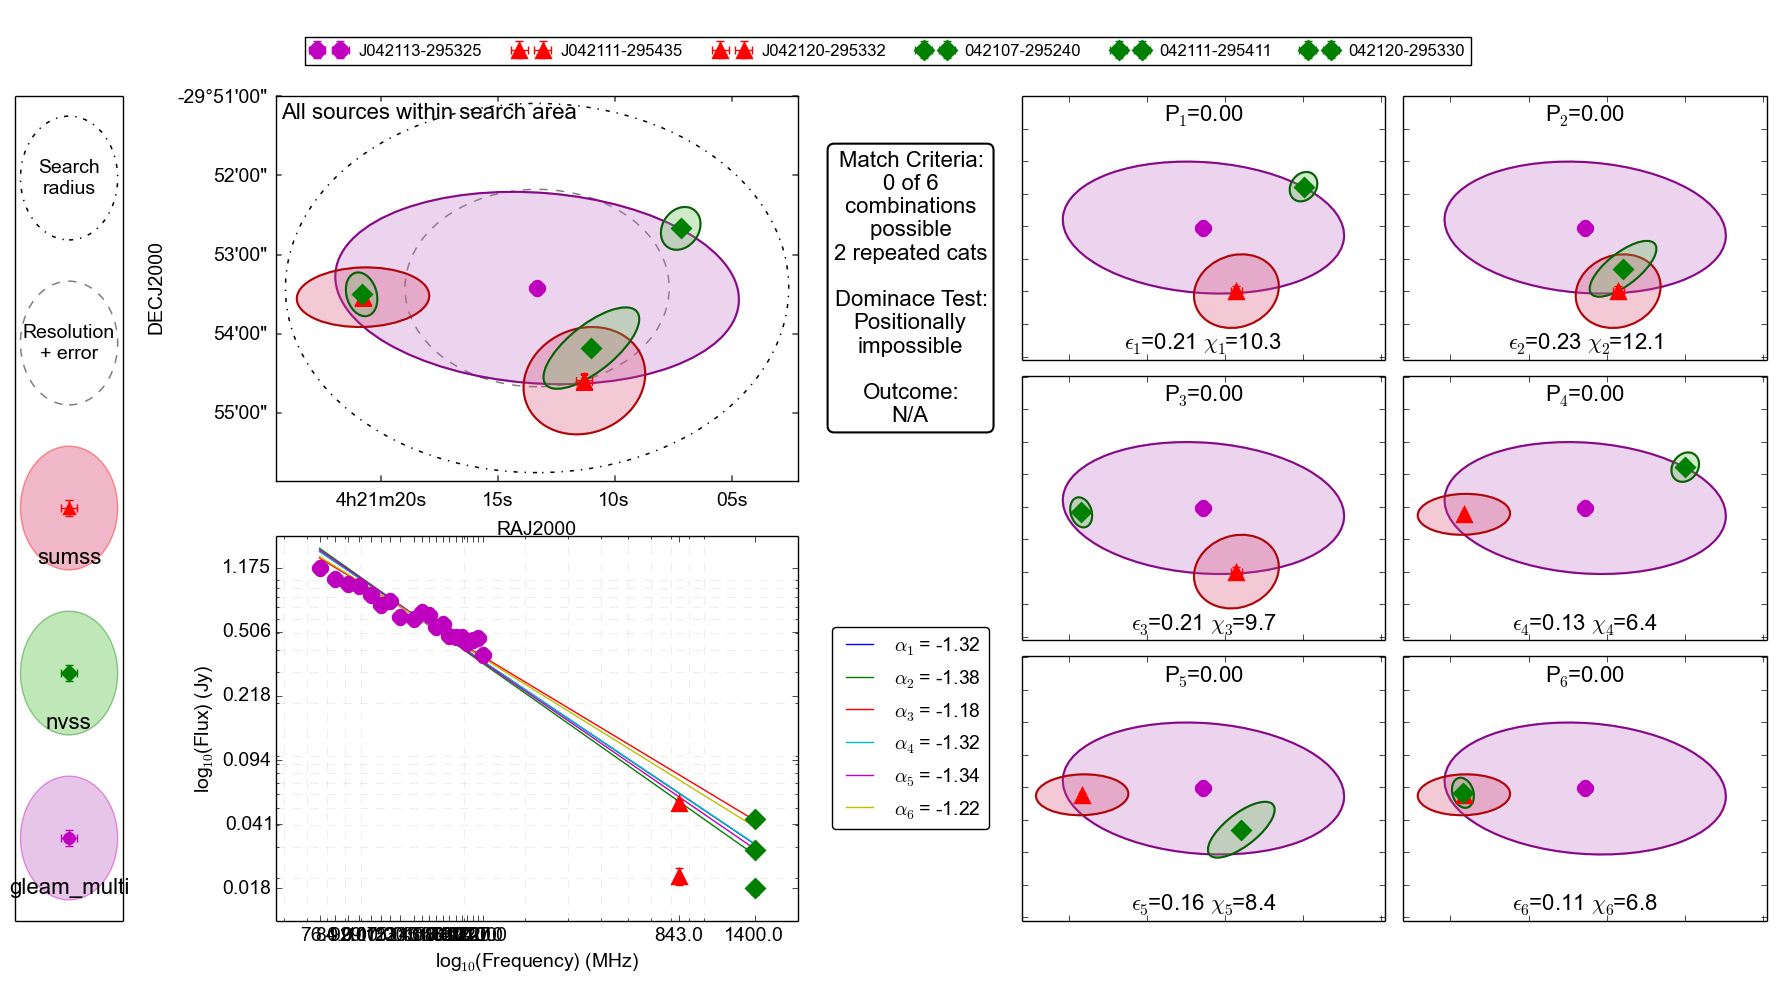 J042113-295325 J042111-295435 J042120-295332 042107-295240 042111-295411 042120-295330
Search
radius
Resolution
+ error
sumss
nvss
gleam_multi
All sources within search area
-29°51'00"
52'00"
53'00"
54'00"
55'00"
DECJ2000
4h21m20s 15s 10s 05s
RAJ2000
Match Criteria:
0 of 6
combinations
possible
2 repeated cats
Dominace Test:
Positionally
impossible
Outcome:
N/A
1.175
0.506
0.218
0.094
0.041
0.018
log10(Flux) (Jy)
843.0 1400.0
log10(Frequency) (MHz)
α1 = -1.32
α2 = -1.38
α3 = -1.18
α4 = -1.32
α5 = -1.34
α6 = -1.22
P1=0.00
ϵ1=0.21 χ1=10.3
P2=0.00
ϵ2=0.23 χ2=12.1
P3=0.00
ϵ3=0.21 χ3=9.7
P4=0.00
ϵ4=0.13 χ4=6.4
P5=0.00
ϵ5=0.16 χ5=8.4
P6=0.00
ϵ6=0.11 χ6=6.8